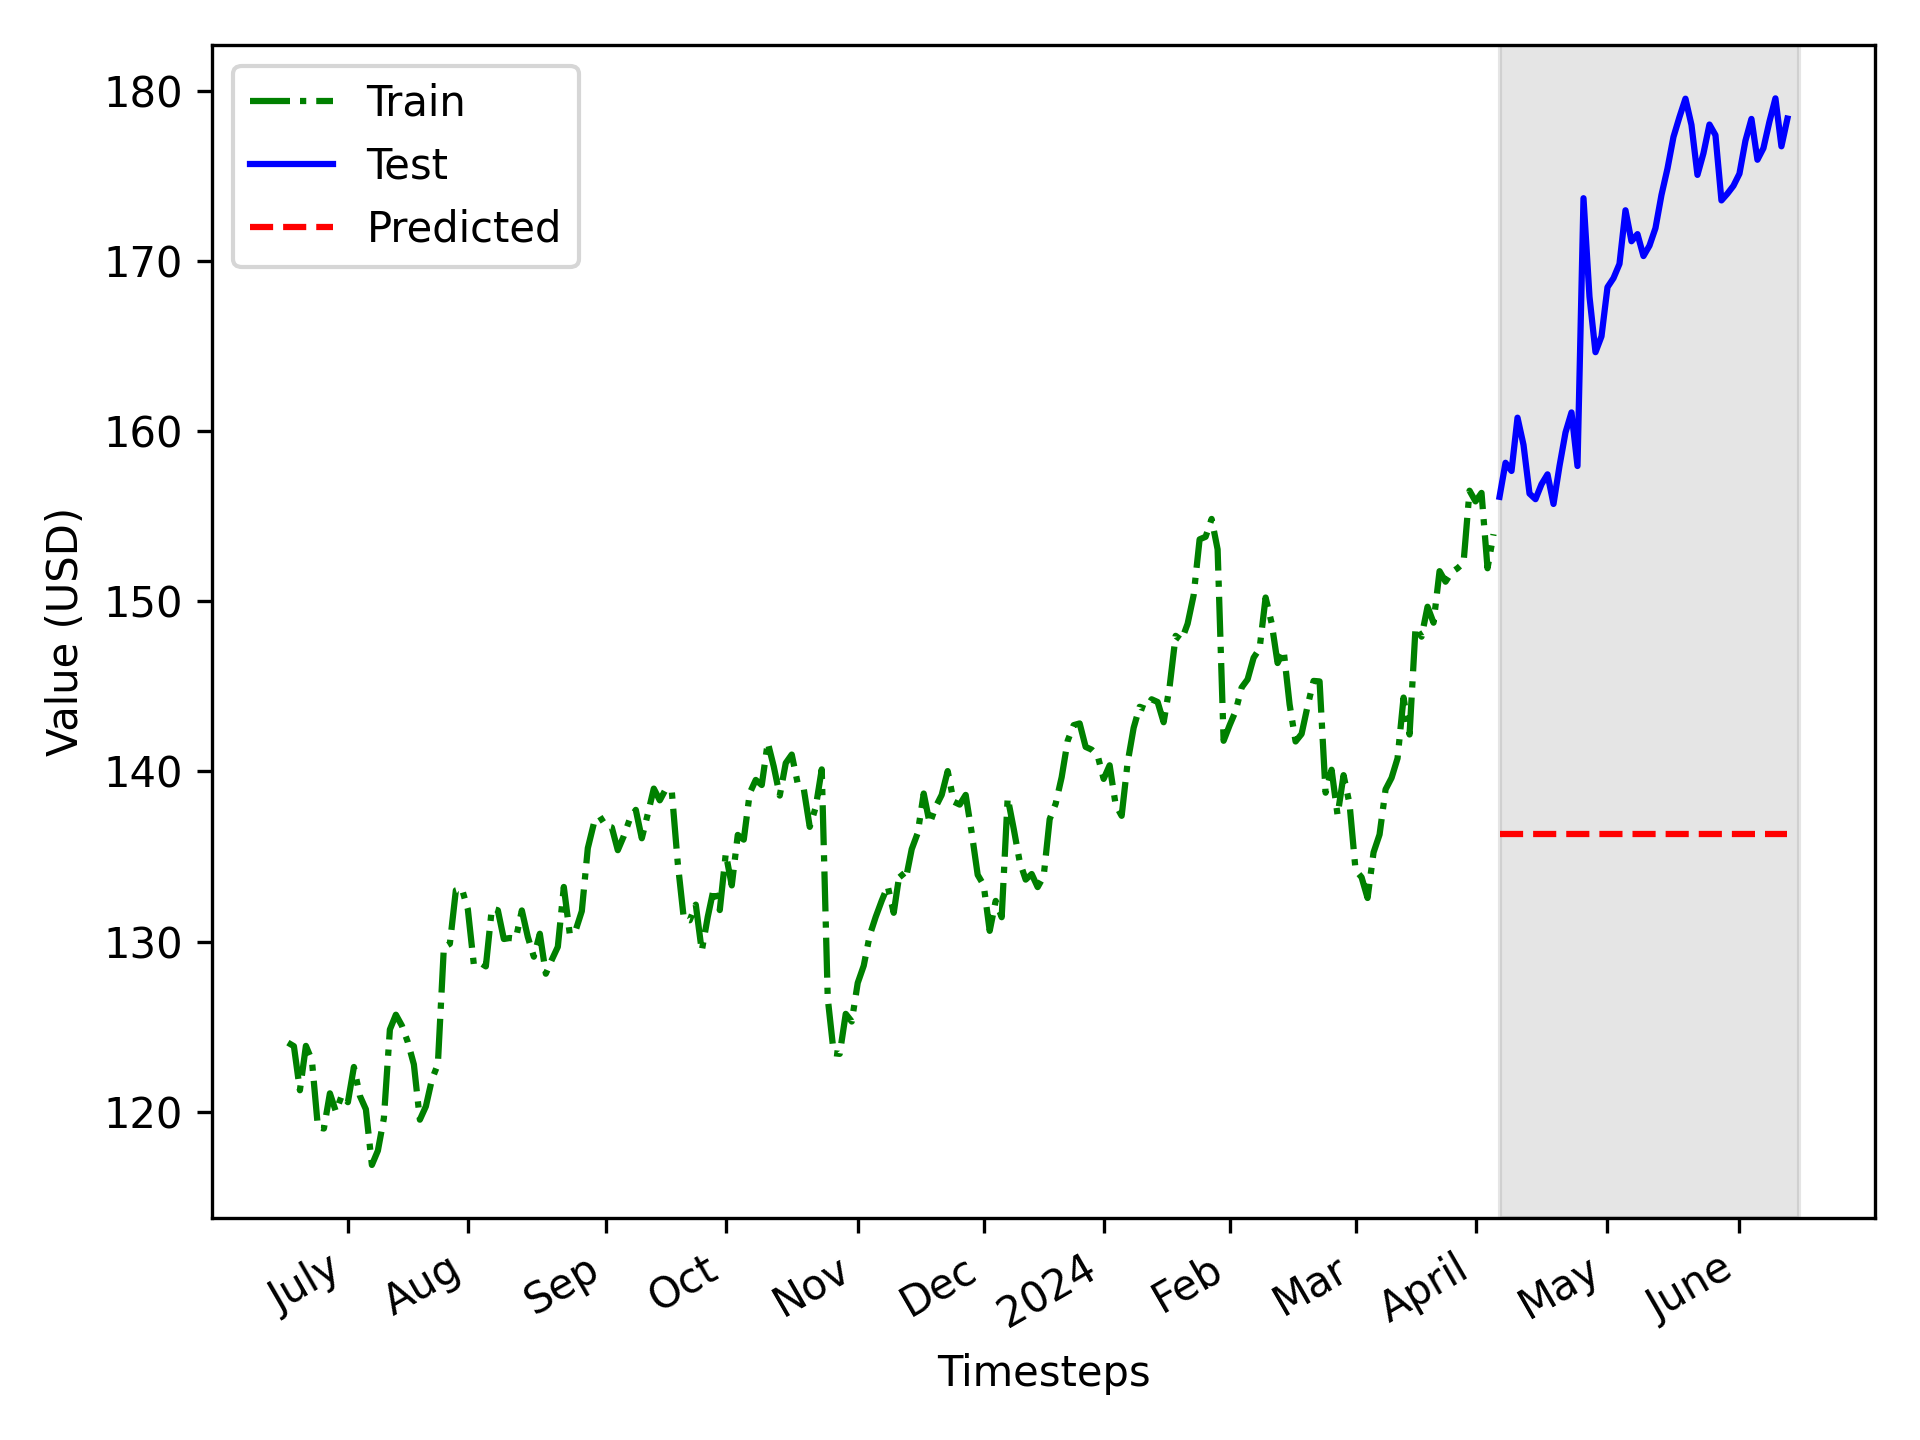 Train
Test
Predicted
180
170
160
150
140
130
120
Value (USD)
July
Aug
Sep
Oct
Nov
Dec
2024
Feb
Mar
April
May
June
Timesteps